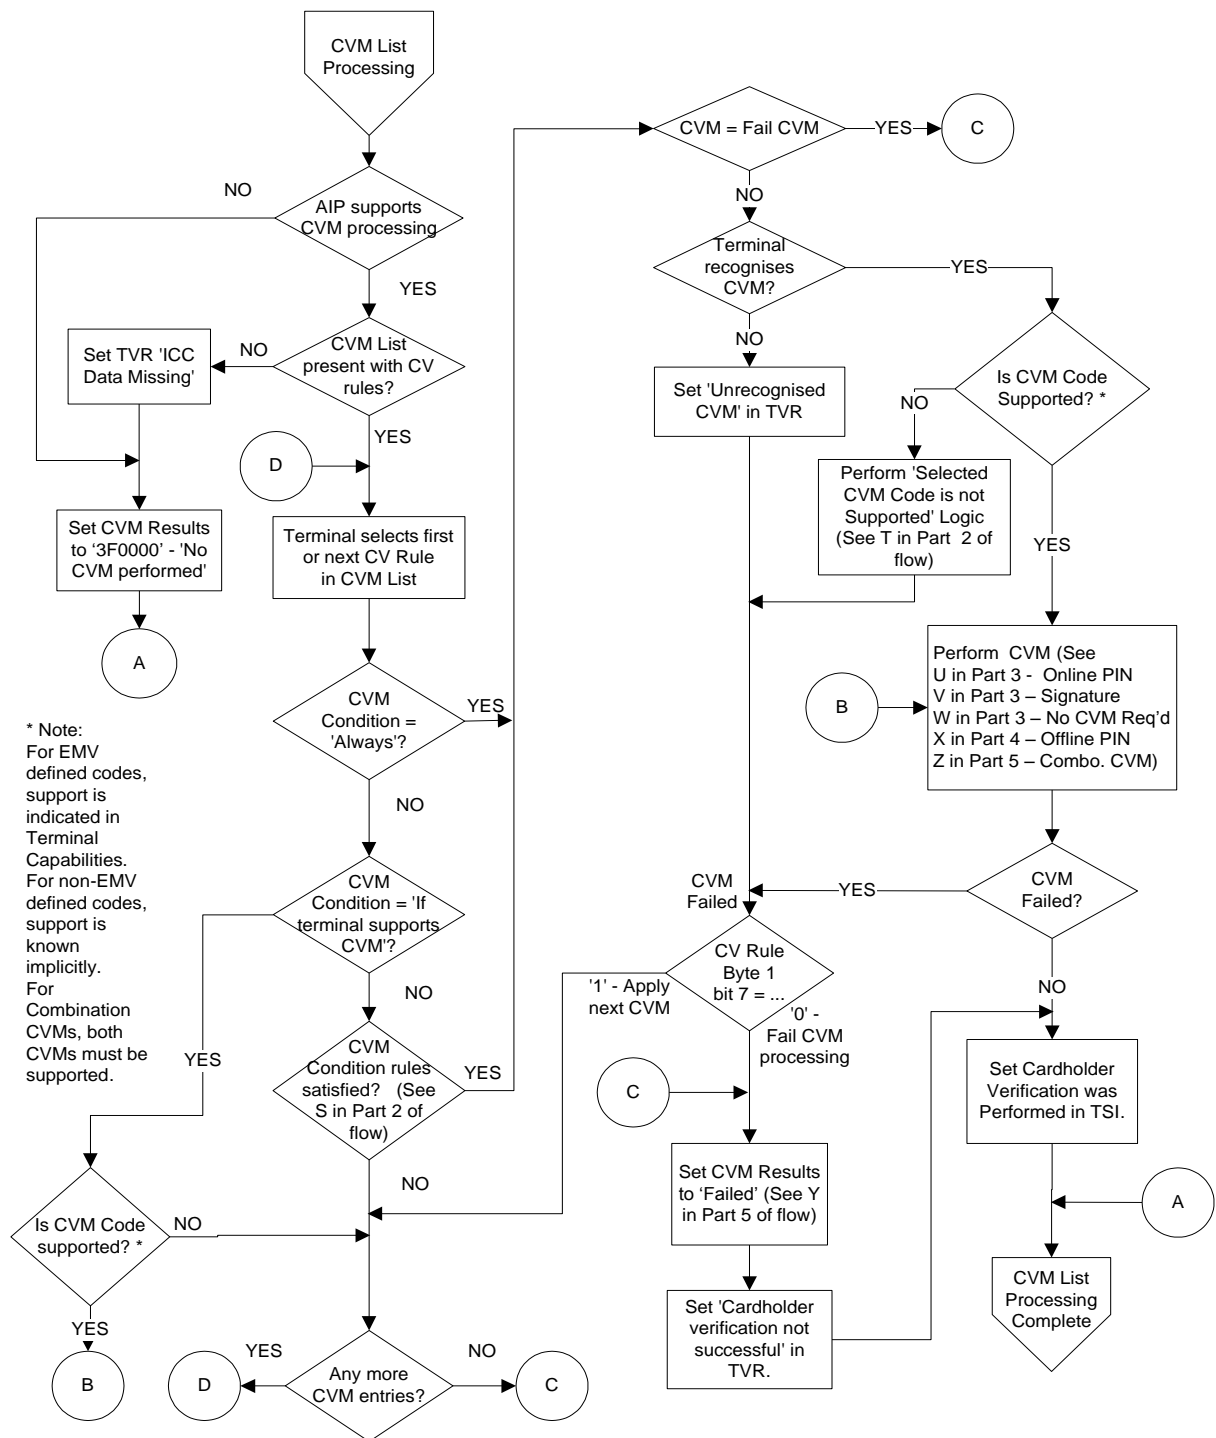 CVM List
Processing
NO
AIP supports
CVM processing
YES
CVM List
present with CV
rules?
NO
Set TVR 'ICC
Data Missing'
YES
D
Set CVM Results
to ‘3F0000’ - 'No
CVM performed'
A
Terminal selects first
or next CV Rule
in CVM List
CVM
Condition =
'Always'?
YES
NO
* Note:
For EMV
defined codes,
support is
indicated in
Terminal
Capabilities.
For non-EMV
defined codes,
support is
known
implicitly.
For
Combination
CVMs, both
CVMs must be
supported.
CVM
Condition = 'If
terminal supports
CVM'?
YES
NO
CVM
Condition rules
satisfied? (See
S in Part 2 of
flow)
YES
NO
Is CVM Code
supported? *
NO
YES
B
Any more
CVM entries?
YES
D
NO
C
CVM = Fail CVM
YES
C
NO
Terminal
recognises
CVM?
YES
NO
Set 'Unrecognised
CVM' in TVR
Is CVM Code
Supported? *
NO
Perform 'Selected
CVM Code is not
Supported' Logic
(See T in Part 2 of
flow)
YES
B
Perform CVM (See
U in Part 3 - Online PIN
V in Part 3 – Signature
W in Part 3 – No CVM Req’d
X in Part 4 – Offline PIN
Z in Part 5 – Combo. CVM)
CVM
Failed?
YES
CVM
Failed
NO
CV Rule
Byte 1
bit 7 = ...
'1' - Apply
next CVM
'0' -
Fail CVM
processing
C
Set CVM Results
to ‘Failed’ (See Y
in Part 5 of flow)
Set 'Cardholder
verification not
successful' in
TVR.
Set Cardholder
Verification was
Performed in TSI.
A
CVM List
Processing
Complete